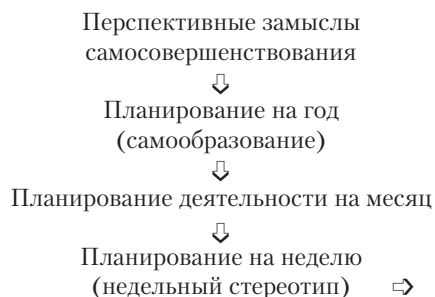 Перспективные замыслы
самосовершенствования
⇩
Планирование на год
(самообразование)
⇩
Планирование деятельности на месяц
⇩
Планирование на неделю
(недельный стереотип) ⇨